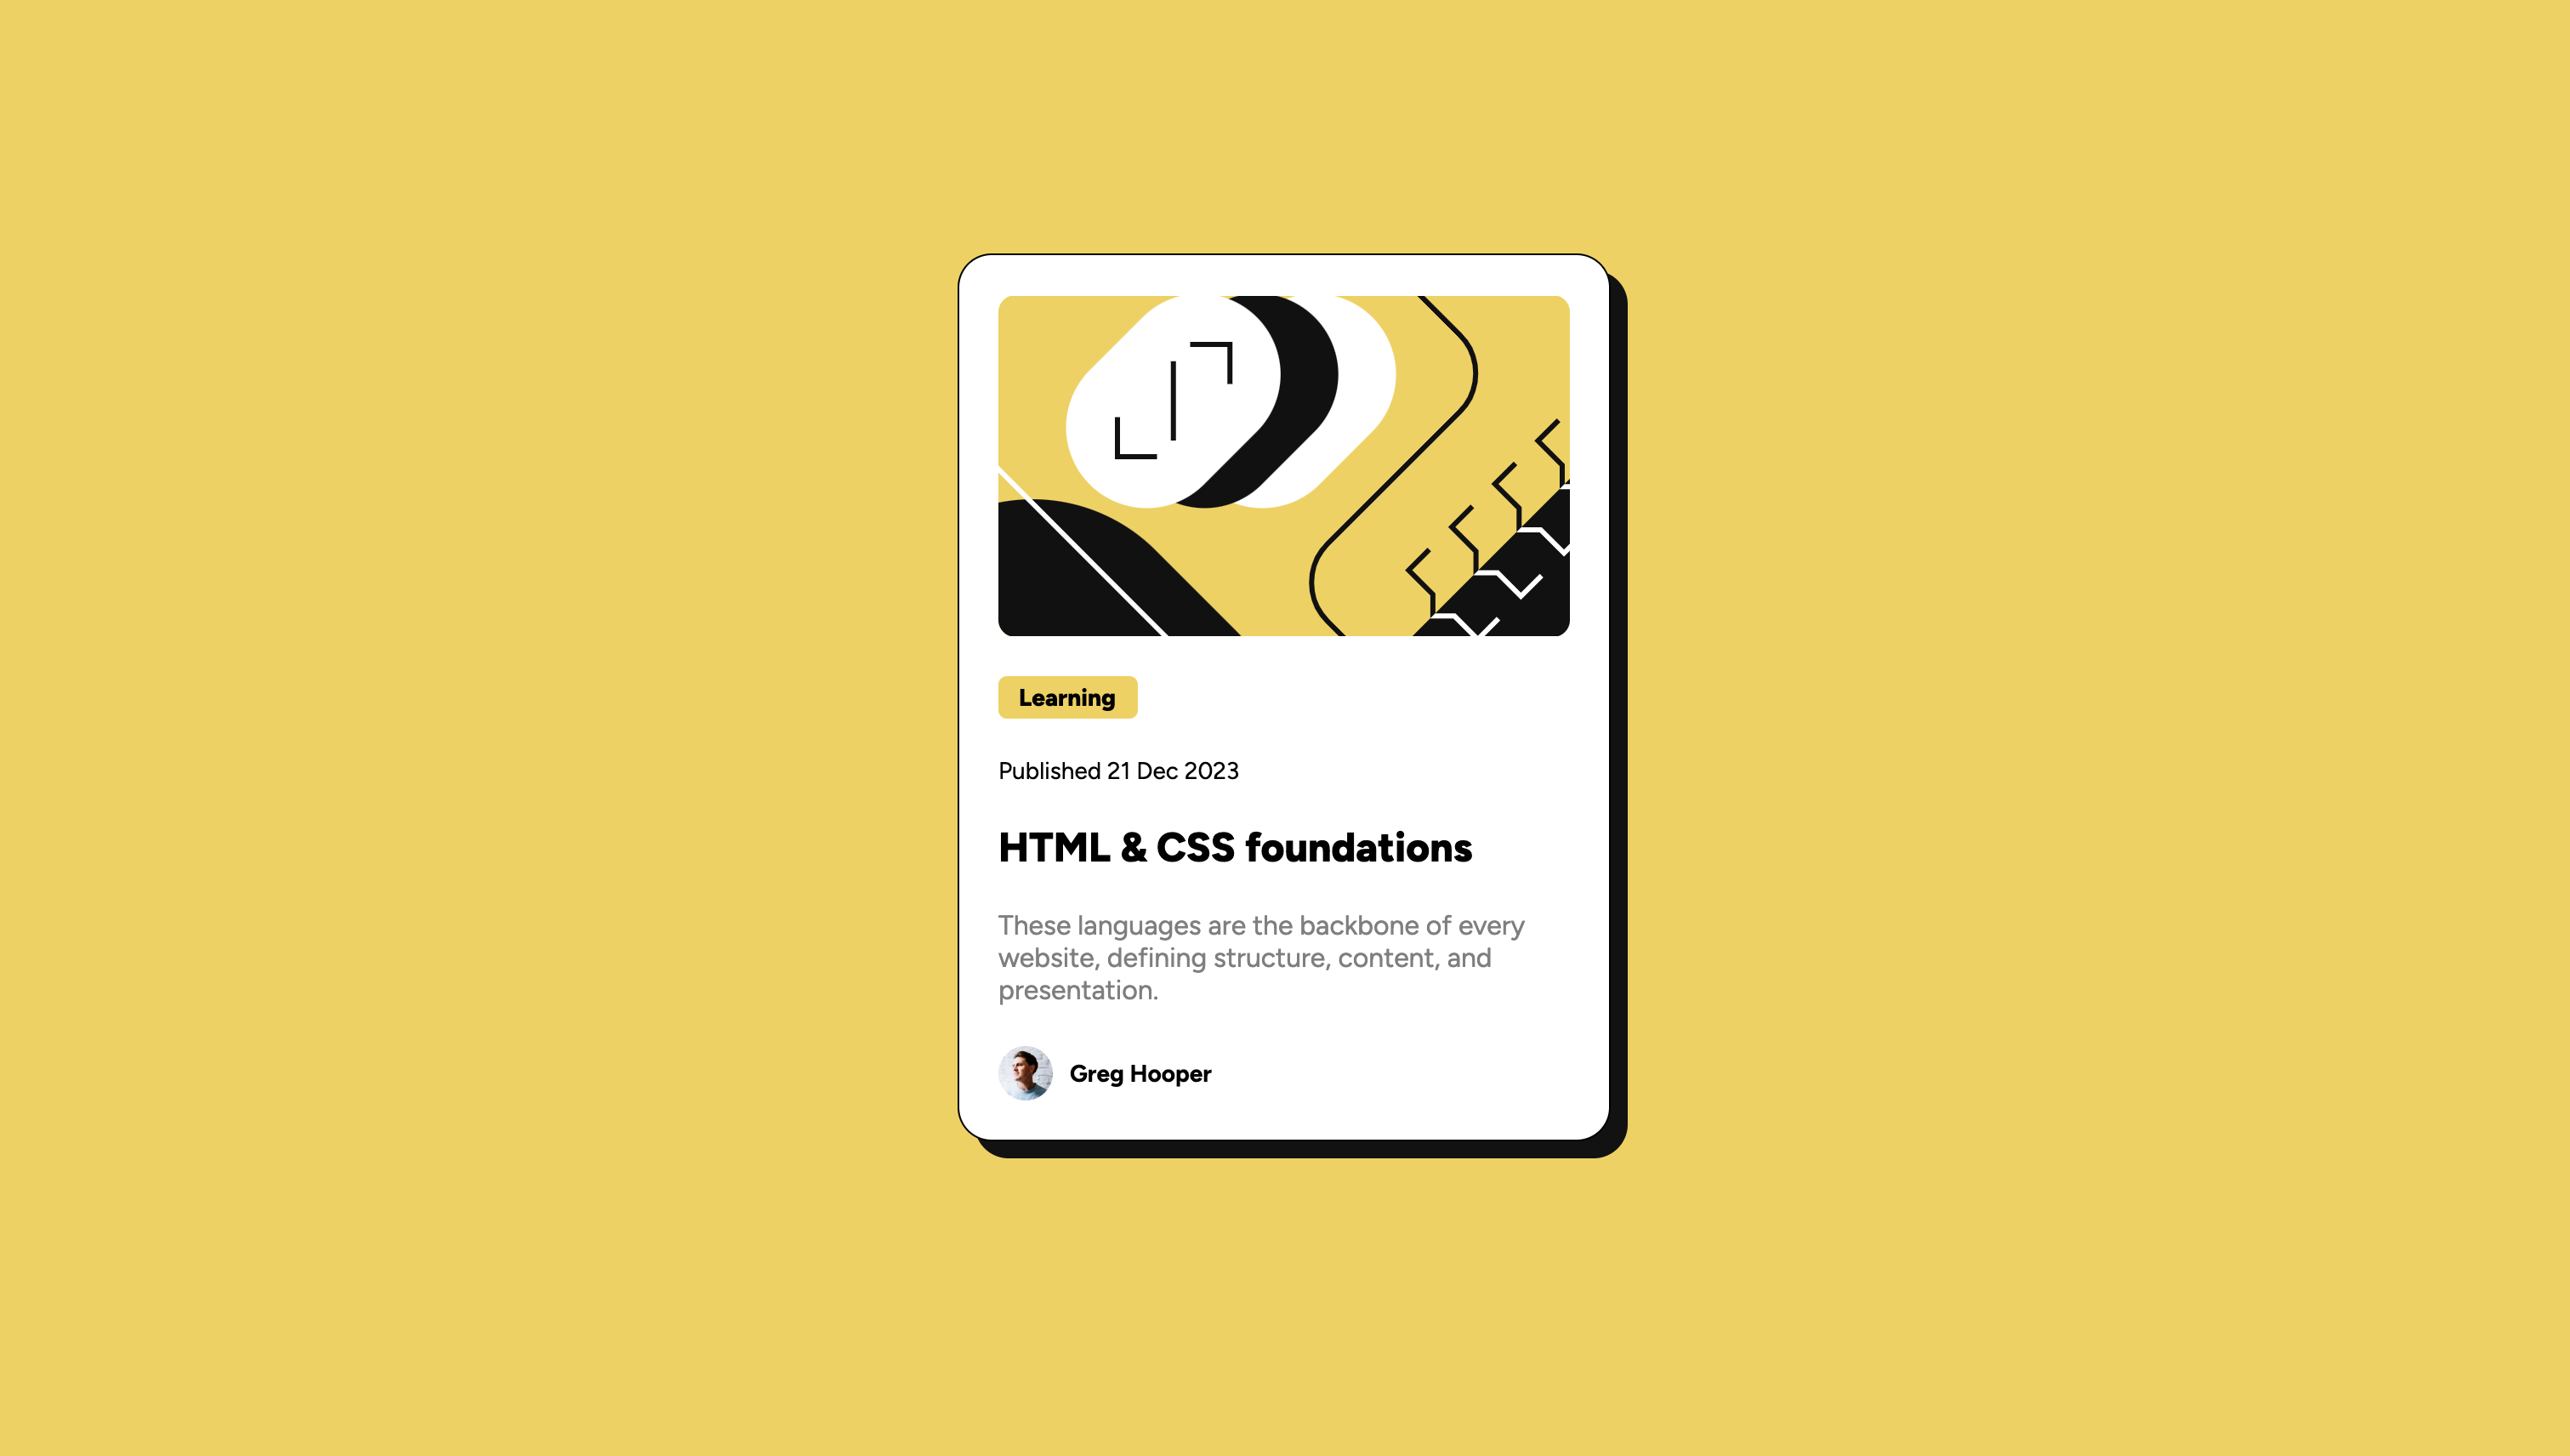 Learning
Published 21 Dec 2023
HTML & CSS foundations
These languages are the backbone of every
website, defining structure, content, and
presentation.
Greg Hooper